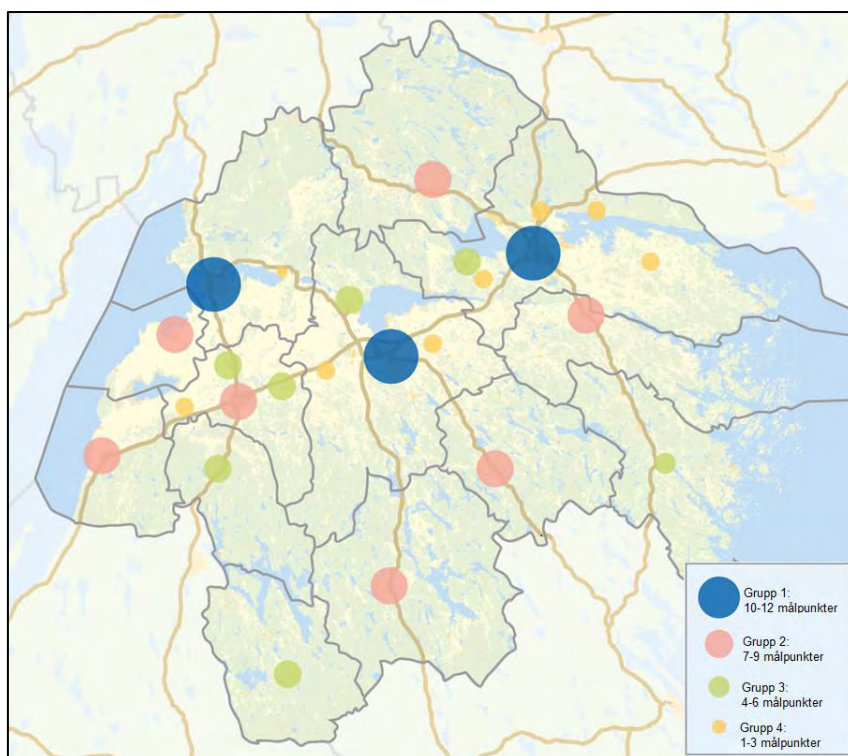 Grupp 1:
10-12 målpunkter
Grupp 2:
7-9 målpunkter
Grupp 3:
4-6 målpunkter
Grupp 4:
1-3 målpunkter